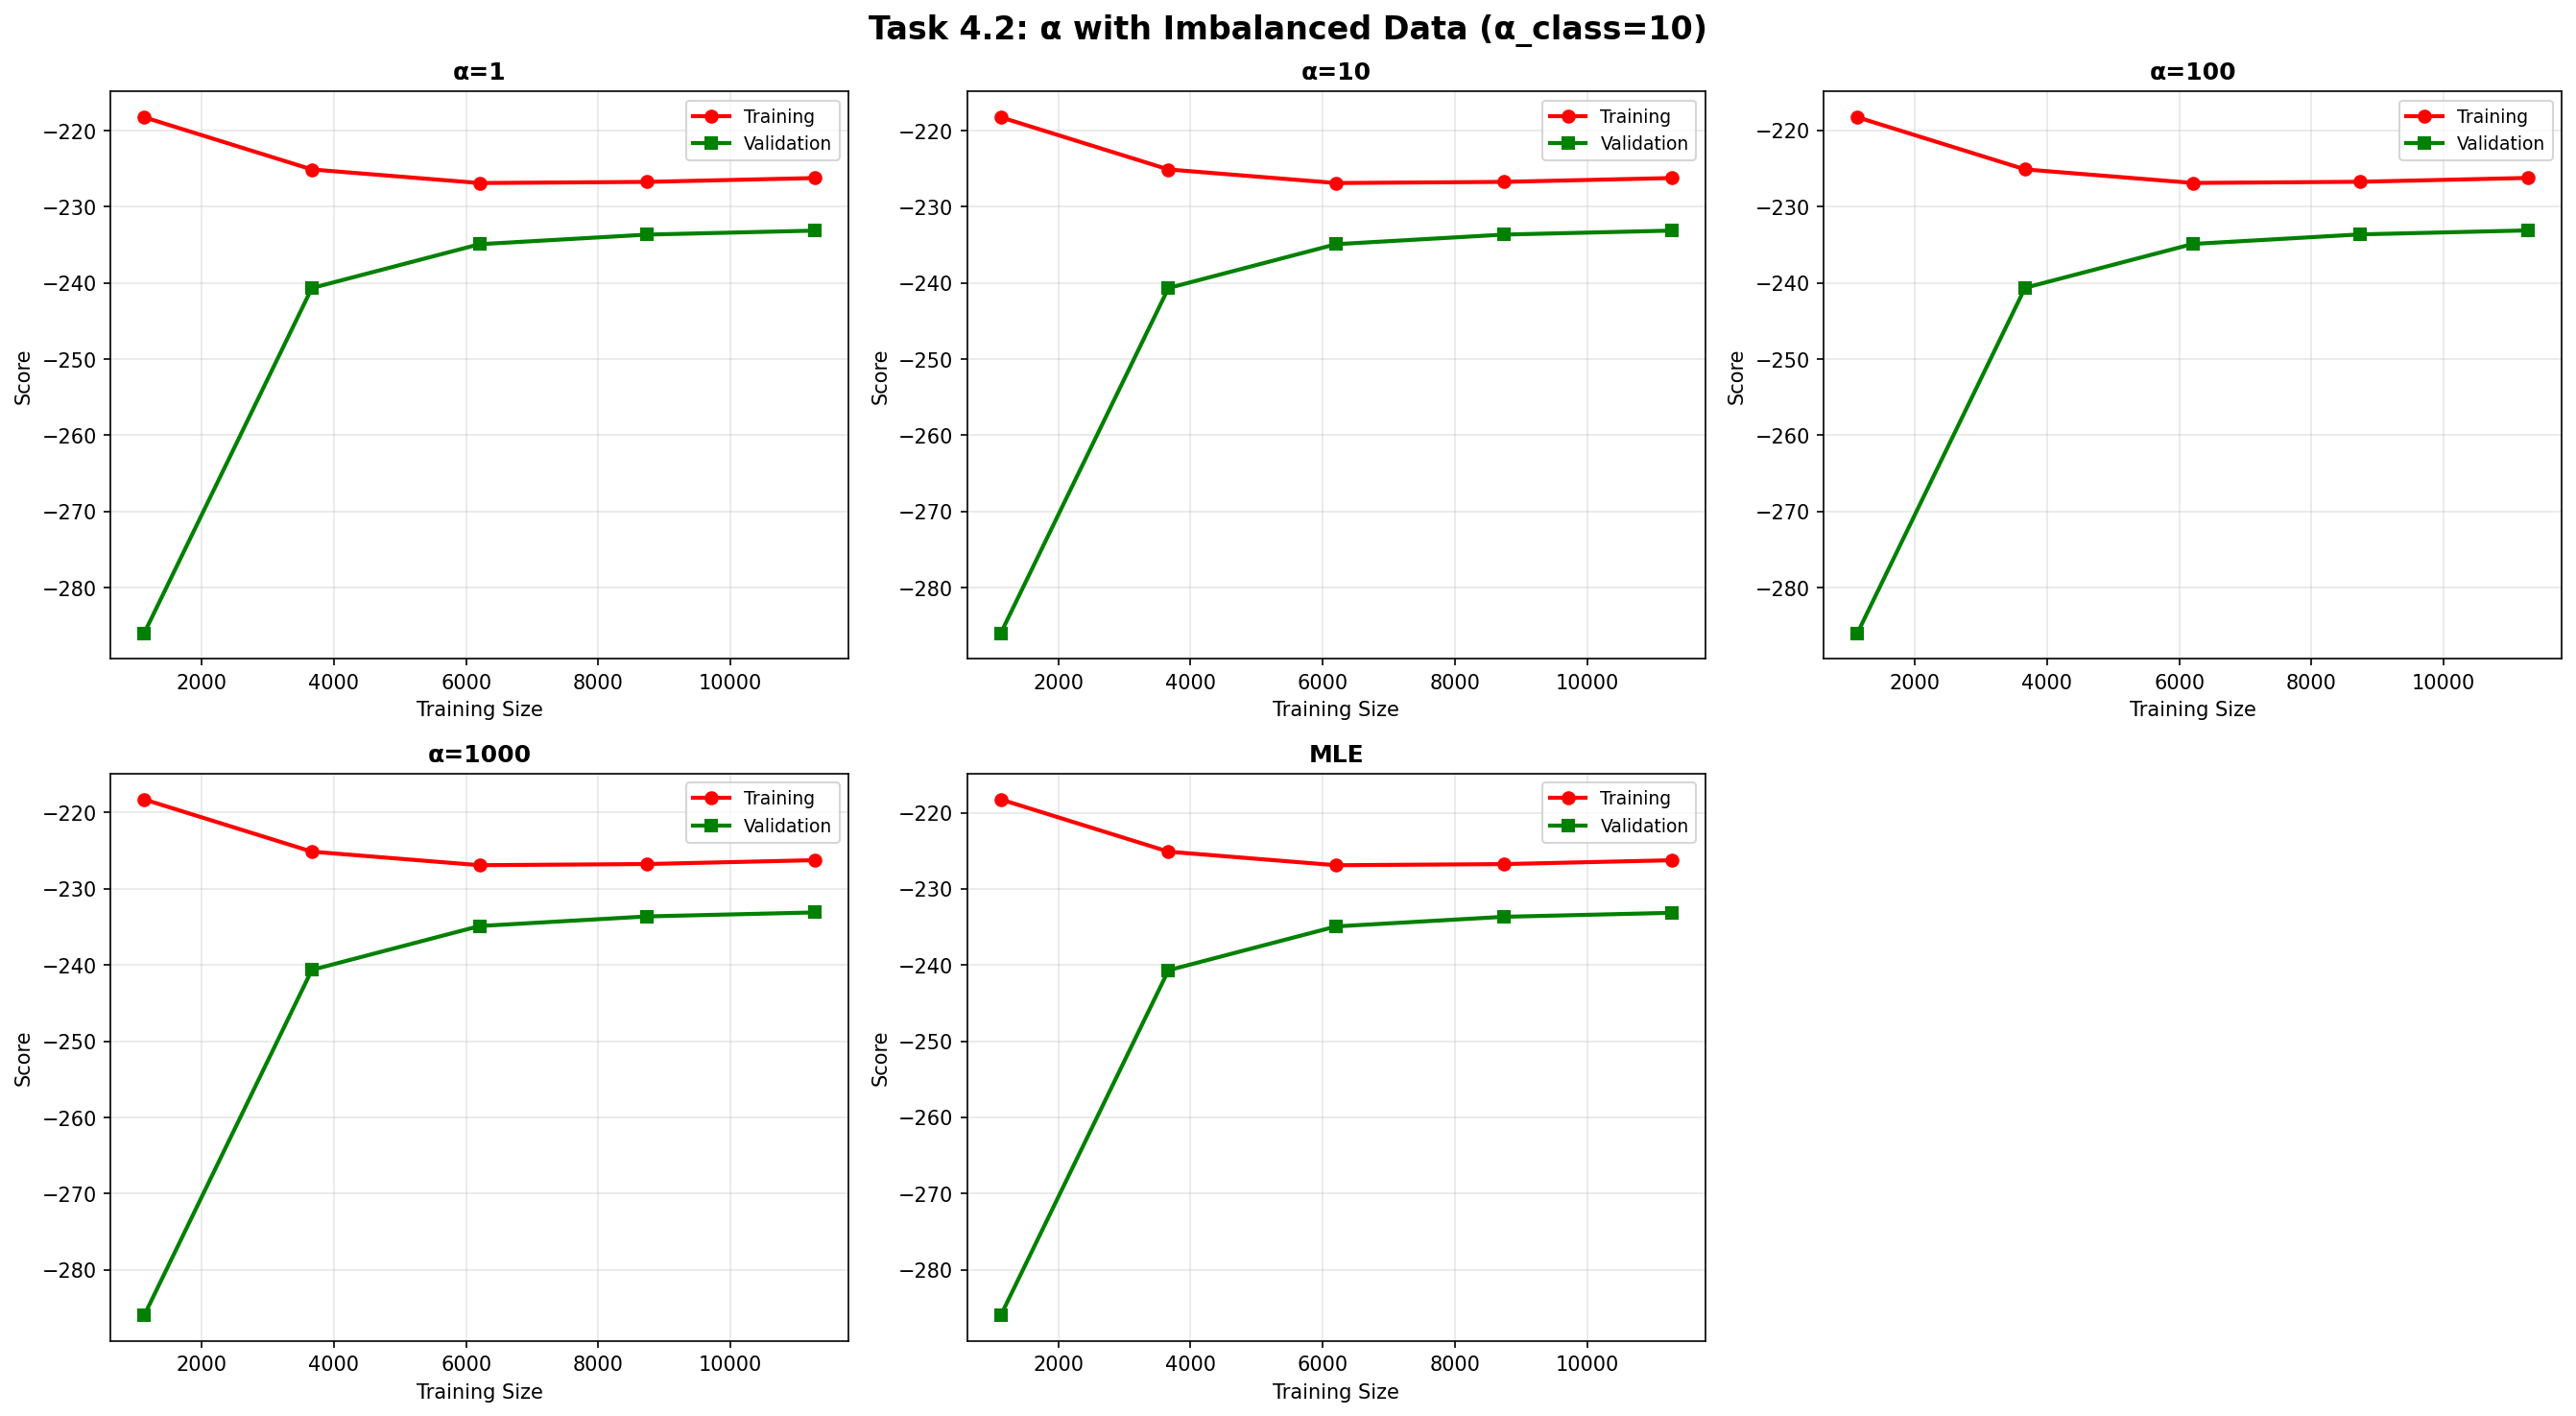 Task 4.2: α with Imbalanced Data (α_class=10)
α=1
Training
Validation
Score
−220
−230
−240
−250
−260
−270
−280
2000 4000 6000 8000 10000
Training Size
α=10
Training
Validation
Score
−220
−230
−240
−250
−260
−270
−280
2000 4000 6000 8000 10000
Training Size
α=100
Training
Validation
Score
−220
−230
−240
−250
−260
−270
−280
2000 4000 6000 8000 10000
Training Size
α=1000
Training
Validation
Score
−220
−230
−240
−250
−260
−270
−280
2000 4000 6000 8000 10000
Training Size
MLE
Training
Validation
Score
−220
−230
−240
−250
−260
−270
−280
2000 4000 6000 8000 10000
Training Size